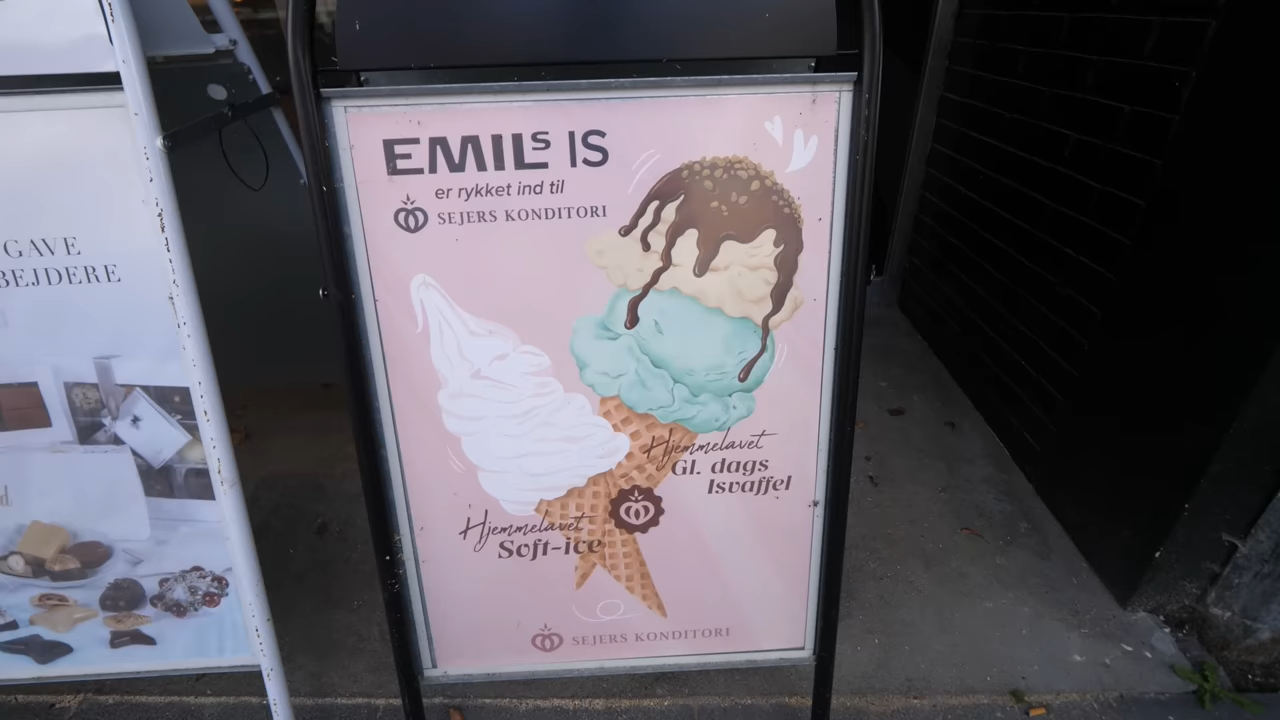 GAVE
BEJDERE
EMILS IS
er rykket ind til
SEJERS KONDITORI
Hjemmelavet
Gl. dags
Isvaffel
Hjemmelavet
Soft-ice
SEJERS KONDITORI